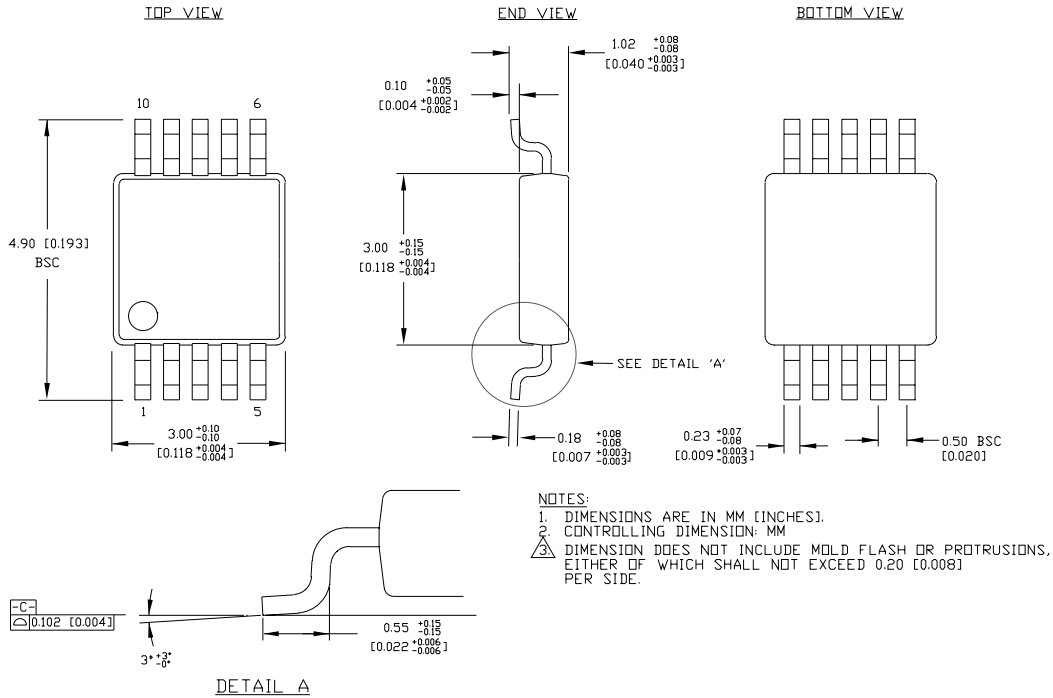 TOP VIEW
END VIEW
BOTTOM VIEW
1.02 +0.08 -0.08
[0.040 +0.003 -0.003]
0.10 +0.05 -0.05
[0.004 +0.002 -0.002]
10
6
4.90 [0.193]
BSC
3.00 +0.15 -0.15
[0.118 +0.004 -0.004]
SEE DETAIL 'A'
1
5
3.00 +0.10 -0.10
[0.118 +0.004 -0.004]
0.18 +0.08 -0.08
[0.007 +0.003 -0.003]
0.23 +0.07 -0.08
[0.009 +0.003 -0.003]
0.50 BSC
[0.020]
NOTES:
1. DIMENSIONS ARE IN MM [INCHES].
2. CONTROLLING DIMENSION: MM
3. DIMENSION DOES NOT INCLUDE MOLD FLASH OR PROTRUSIONS,
EITHER OF WHICH SHALL NOT EXCEED 0.20 [0.008]
PER SIDE.
-C-
0.102 [0.004]
0.55 +0.15 -0.15
[0.022 +0.006 -0.006]
3° +3° -0°
DETAIL A